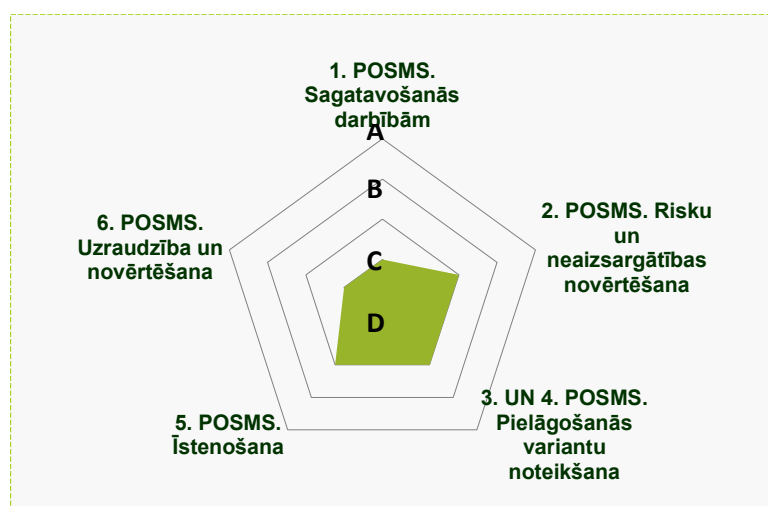 1. POSMS.
Sagatavošanās
darbībām
A
B
C
D
2. POSMS. Risku
un
neaizsargātības
novērtēšana
3. UN 4. POSMS.
Pielāgošanās
variantu
noteikšana
5. POSMS.
Īstenošana
6. POSMS.
Uzraudzība un
novērtēšana